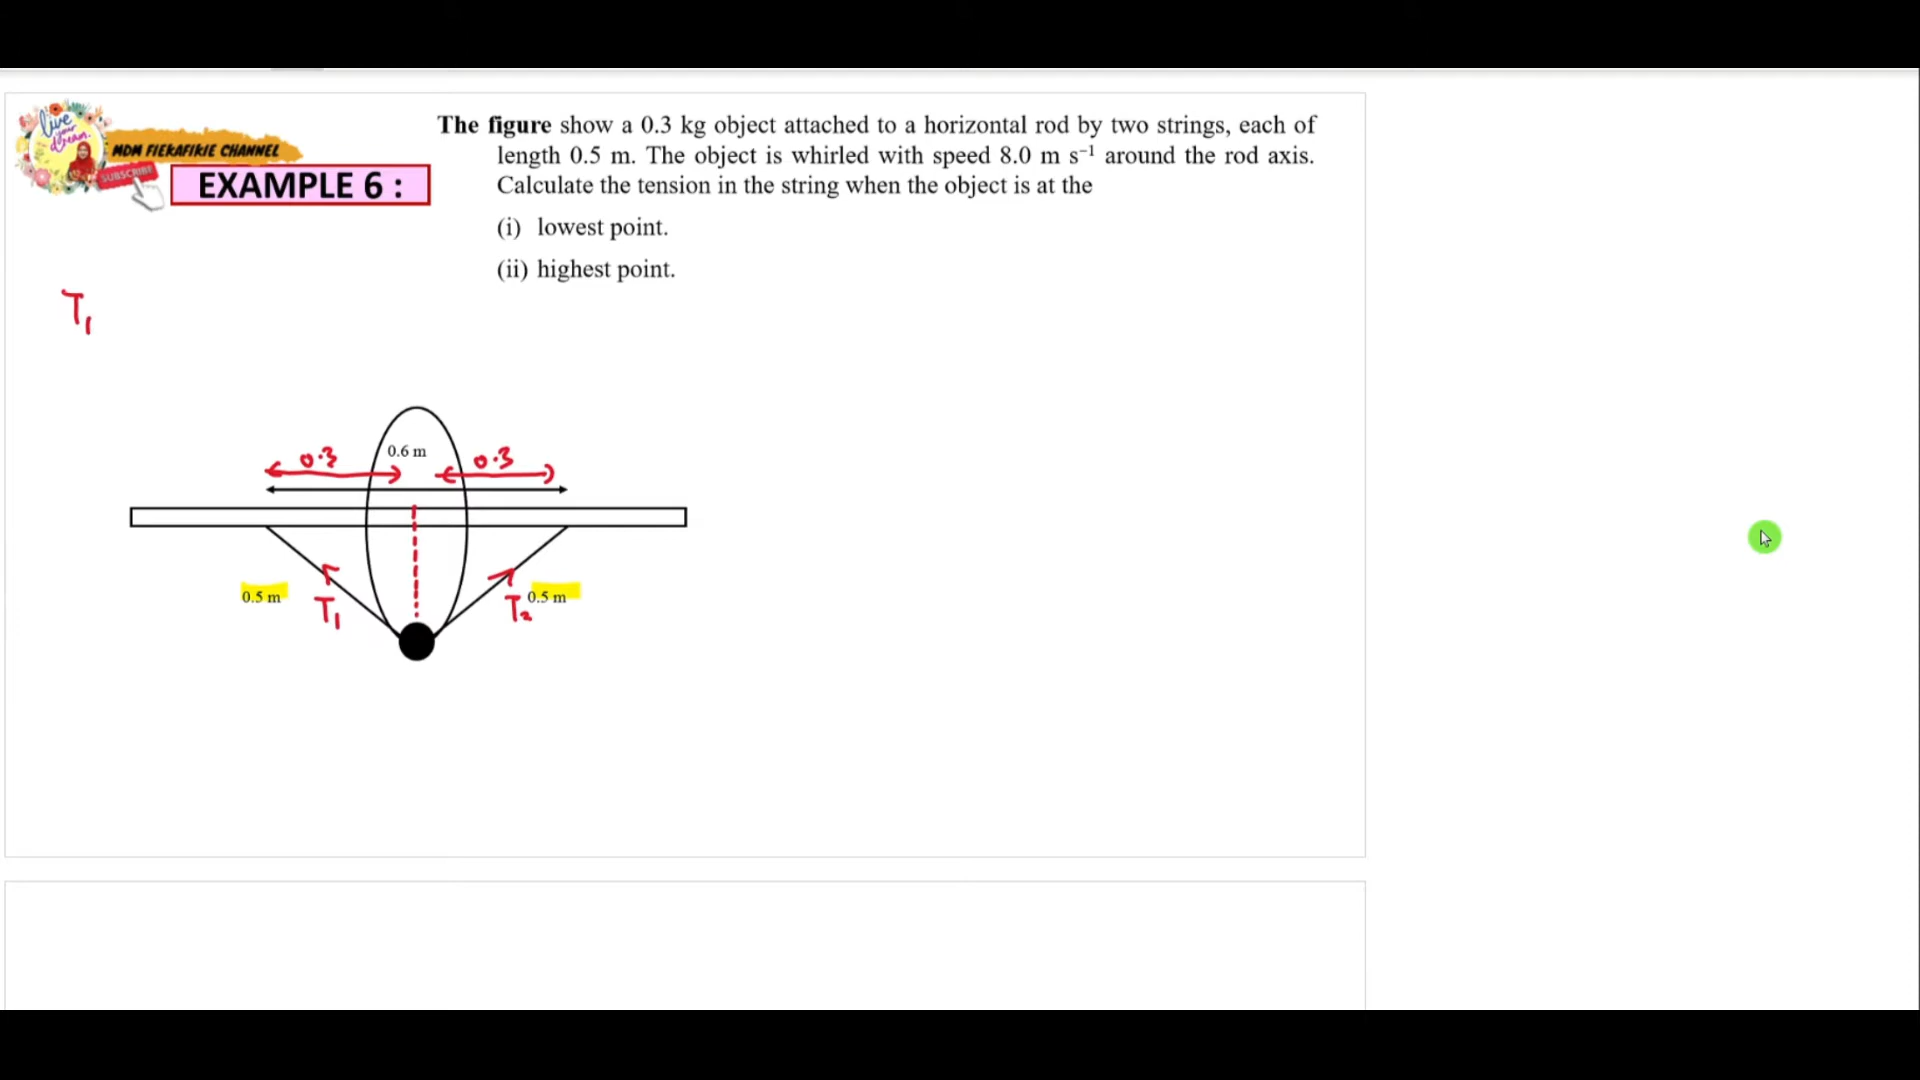 live
your
dream.
MDM FIEKAFIKIE CHANNEL
SUBSCRIBE
EXAMPLE 6 :
The figure show a 0.3 kg object attached to a horizontal rod by two strings, each of
length 0.5 m. The object is whirled with speed 8.0 m s⁻¹ around the rod axis.
Calculate the tension in the string when the object is at the
(i) lowest point.
(ii) highest point.
T₁
0.3
0.6 m
0.3
0.5 m
T₁
T₂
0.5 m